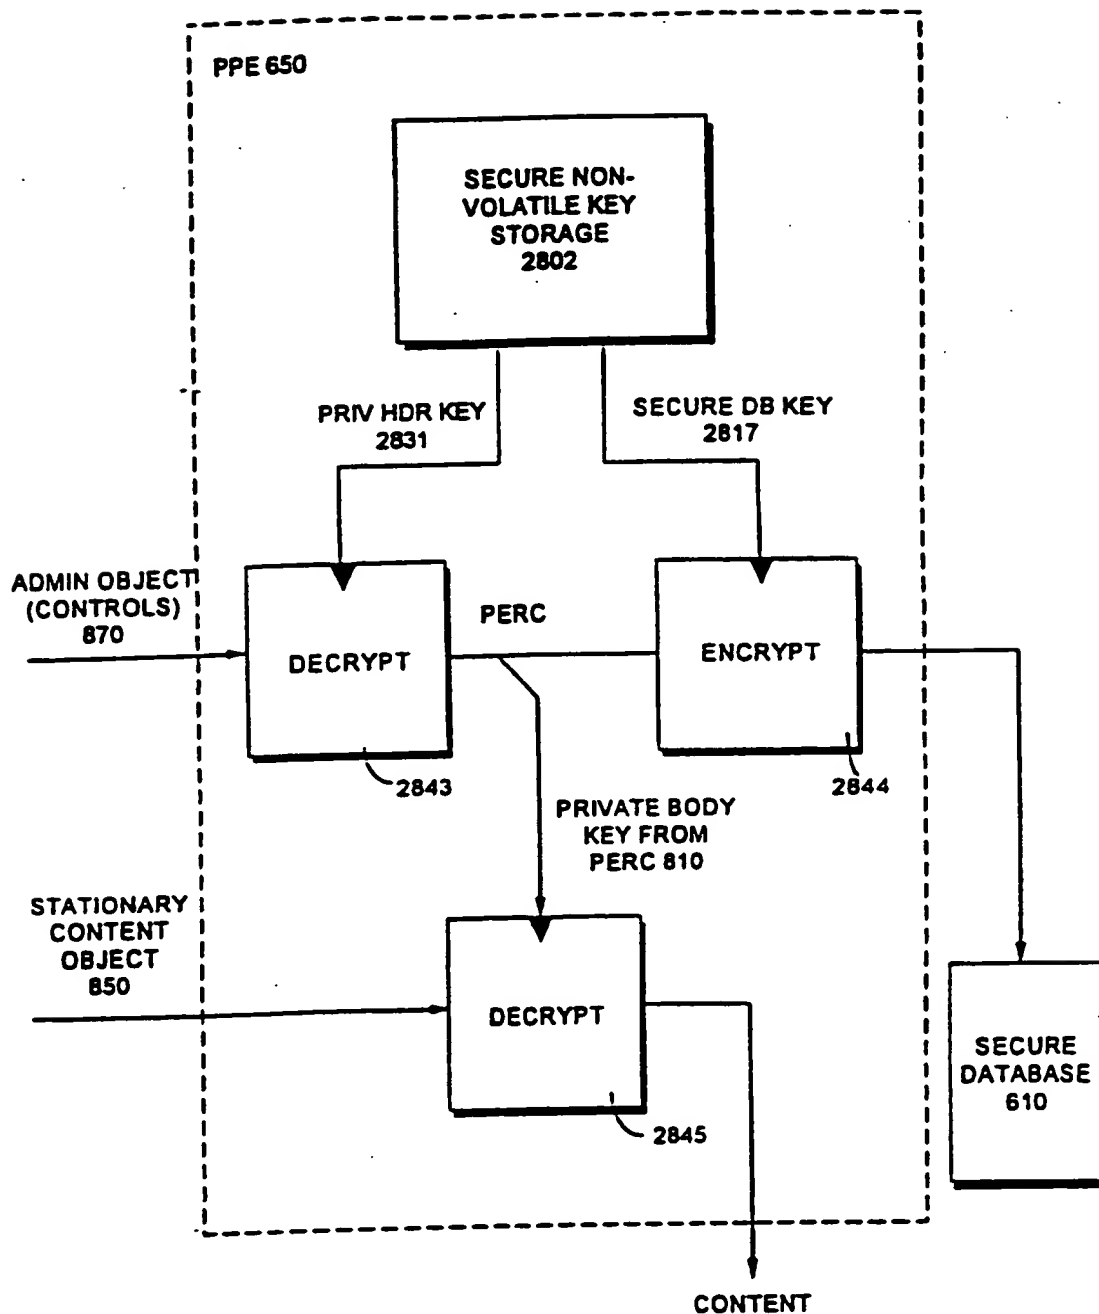 PPE 650
SECURE NON-
VOLATILE KEY
STORAGE
2802
PRIV HDR KEY
2831
SECURE DB KEY
2817
ADMIN OBJECT
(CONTROLS)
870
DECRYPT
PERC
ENCRYPT
2843
2844
PRIVATE BODY
KEY FROM
PERC 810
STATIONARY
CONTENT
OBJECT
850
DECRYPT
2845
SECURE
DATABASE
610
CONTENT